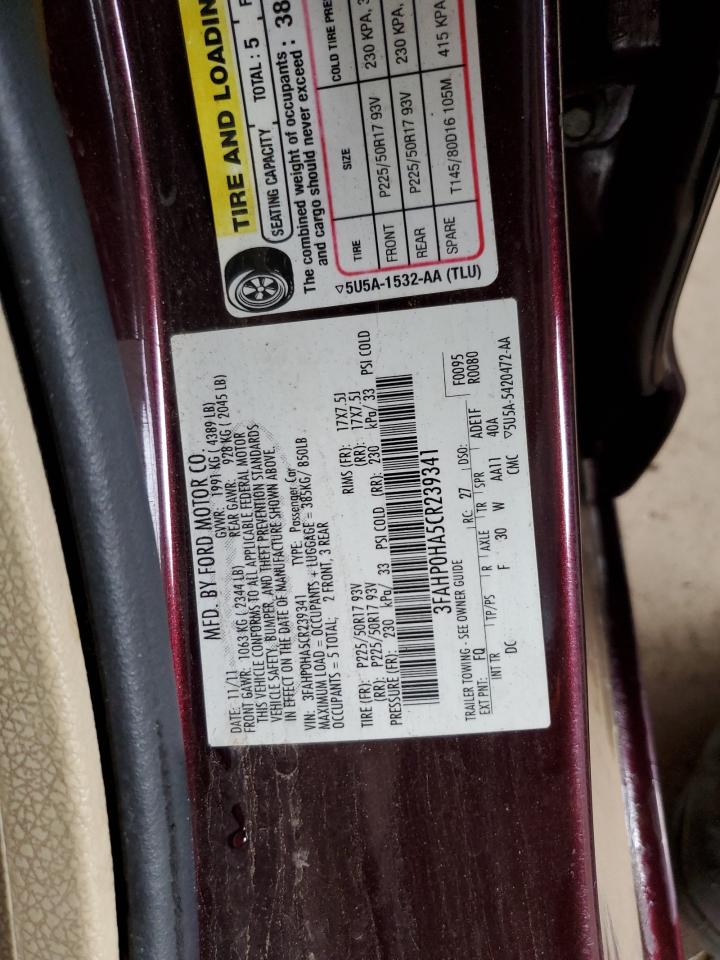 MFD. BY FORD MOTOR CO.
DATE: 11/11 GVWR: 1991 KG ( 4389 LB)
FRONT GAWR: 1063 KG ( 2344 LB) REAR GAWR: 928 KG ( 2045 LB)
THIS VEHICLE CONFORMS TO ALL APPLICABLE FEDERAL MOTOR
VEHICLE SAFETY, BUMPER, AND THEFT PREVENTION STANDARDS
IN EFFECT ON THE DATE OF MANUFACTURE SHOWN ABOVE.
VIN: 3FAHP0HA5CR239341 TYPE: Passenger Car
MAXIMUM LOAD = OCCUPANTS + LUGGAGE = 385KG/ 850LB
OCCUPANTS = 5 TOTAL; 2 FRONT, 3 REAR
TIRE (FR): P225/50R17 93V RIMS (FR): 17X7.5J
(RR): P225/50R17 93V (RR): 17X7.5J
PRESSURE (FR): 230 kPa/ 33 PSI COLD (RR): 230 kPa/ 33 PSI COLD
3FAHP0HA5CR239341
F0095
R0080
TRAILER TOWING - SEE OWNER GUIDE RC: 27 DSO:
EXT PNT: FQ
INT TR TP/PS R AXLE TR SPR ADE1F
DC F 30 W AA11 40A
CMC ▽5U5A-5420472-AA
TIRE AND LOADIN
SEATING CAPACITY TOTAL : 5 F
The combined weight of occupants
and cargo should never exceed : 38
TIRE SIZE COLD TIRE PRE
FRONT P225/50R17 93V 230 KPA, 3
REAR P225/50R17 93V 230 KPA,
SPARE T145/80D16 105M 415 KPA
▽5U5A-1532-AA (TLU)